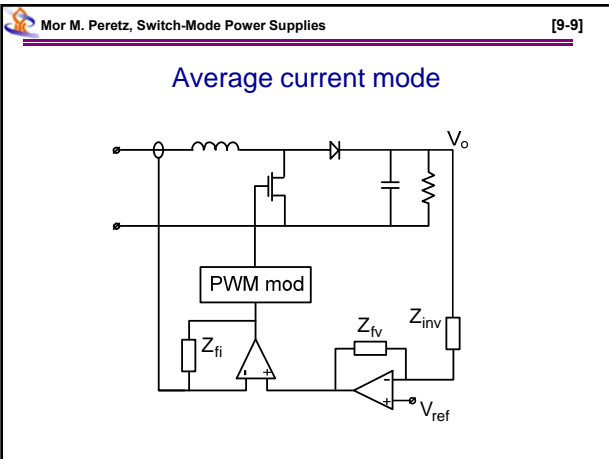 Mor M. Peretz, Switch-Mode Power Supplies [9-9]
Average current mode
Vo
PWM mod
Zfi
Zfv
Zinv
- +
-
+
Vref